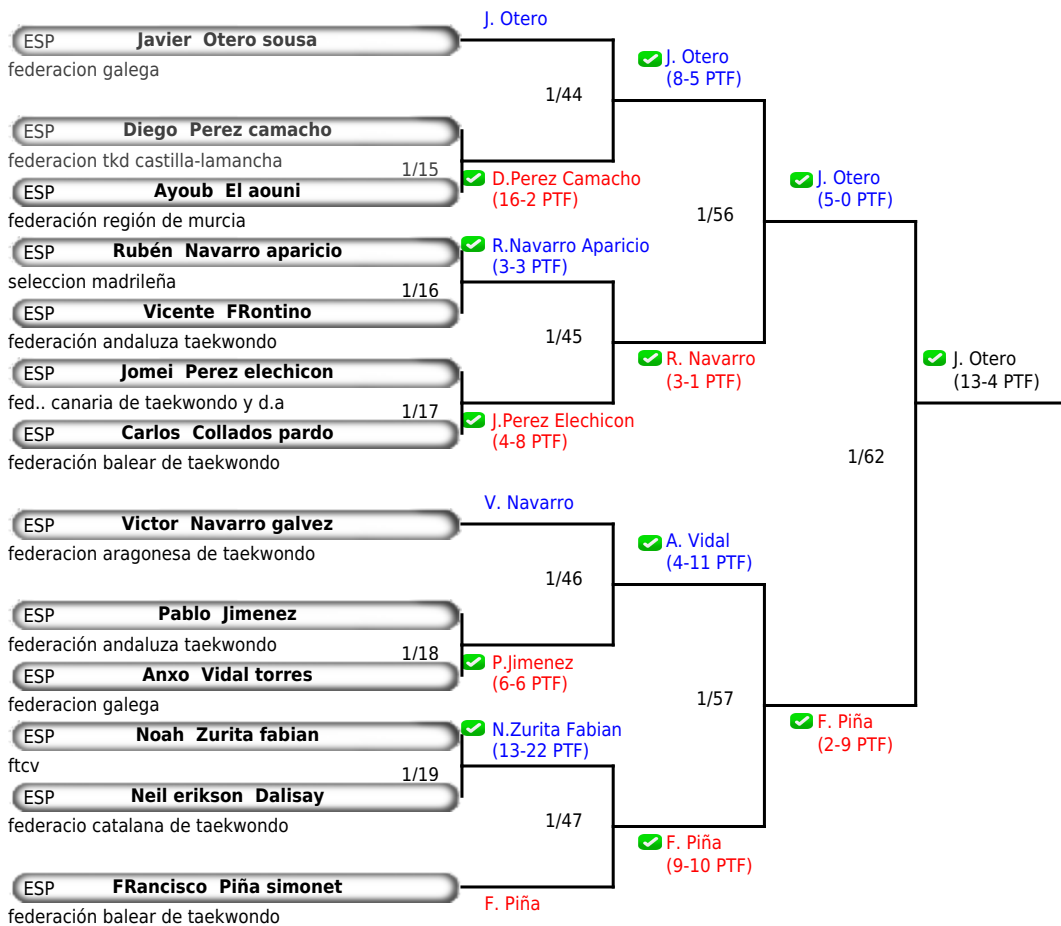 J. Otero
ESP Javier Otero sousa
federacion galega
J. Otero
(8-5 PTF)
1/44
ESP Diego Perez camacho
federacion tkd castilla-lamancha
1/15
D.Perez Camacho
(16-2 PTF)
ESP Ayoub El aouni
federación región de murcia
J. Otero
(5-0 PTF)
1/56
ESP Rubén Navarro aparicio
R.Navarro Aparicio
(3-3 PTF)
seleccion madrileña
1/16
ESP Vicente FRontino
federación andaluza taekwondo
1/45
R. Navarro
(3-1 PTF)
J. Otero
(13-4 PTF)
ESP Jomei Perez elechicon
fed.. canaria de taekwondo y d.a
1/17
J.Perez Elechicon
(4-8 PTF)
ESP Carlos Collados pardo
federación balear de taekwondo
1/62
V. Navarro
ESP Victor Navarro galvez
federacion aragonesa de taekwondo
A. Vidal
(4-11 PTF)
1/46
ESP Pablo Jimenez
federación andaluza taekwondo
1/18
P.Jimenez
(6-6 PTF)
ESP Anxo Vidal torres
federacion galega
1/57
F. Piña
(2-9 PTF)
ESP Noah Zurita fabian
N.Zurita Fabian
(13-22 PTF)
ftcv
1/19
ESP Neil erikson Dalisay
federacio catalana de taekwondo
1/47
F. Piña
(9-10 PTF)
ESP FRancisco Piña simonet
F. Piña
federación balear de taekwondo